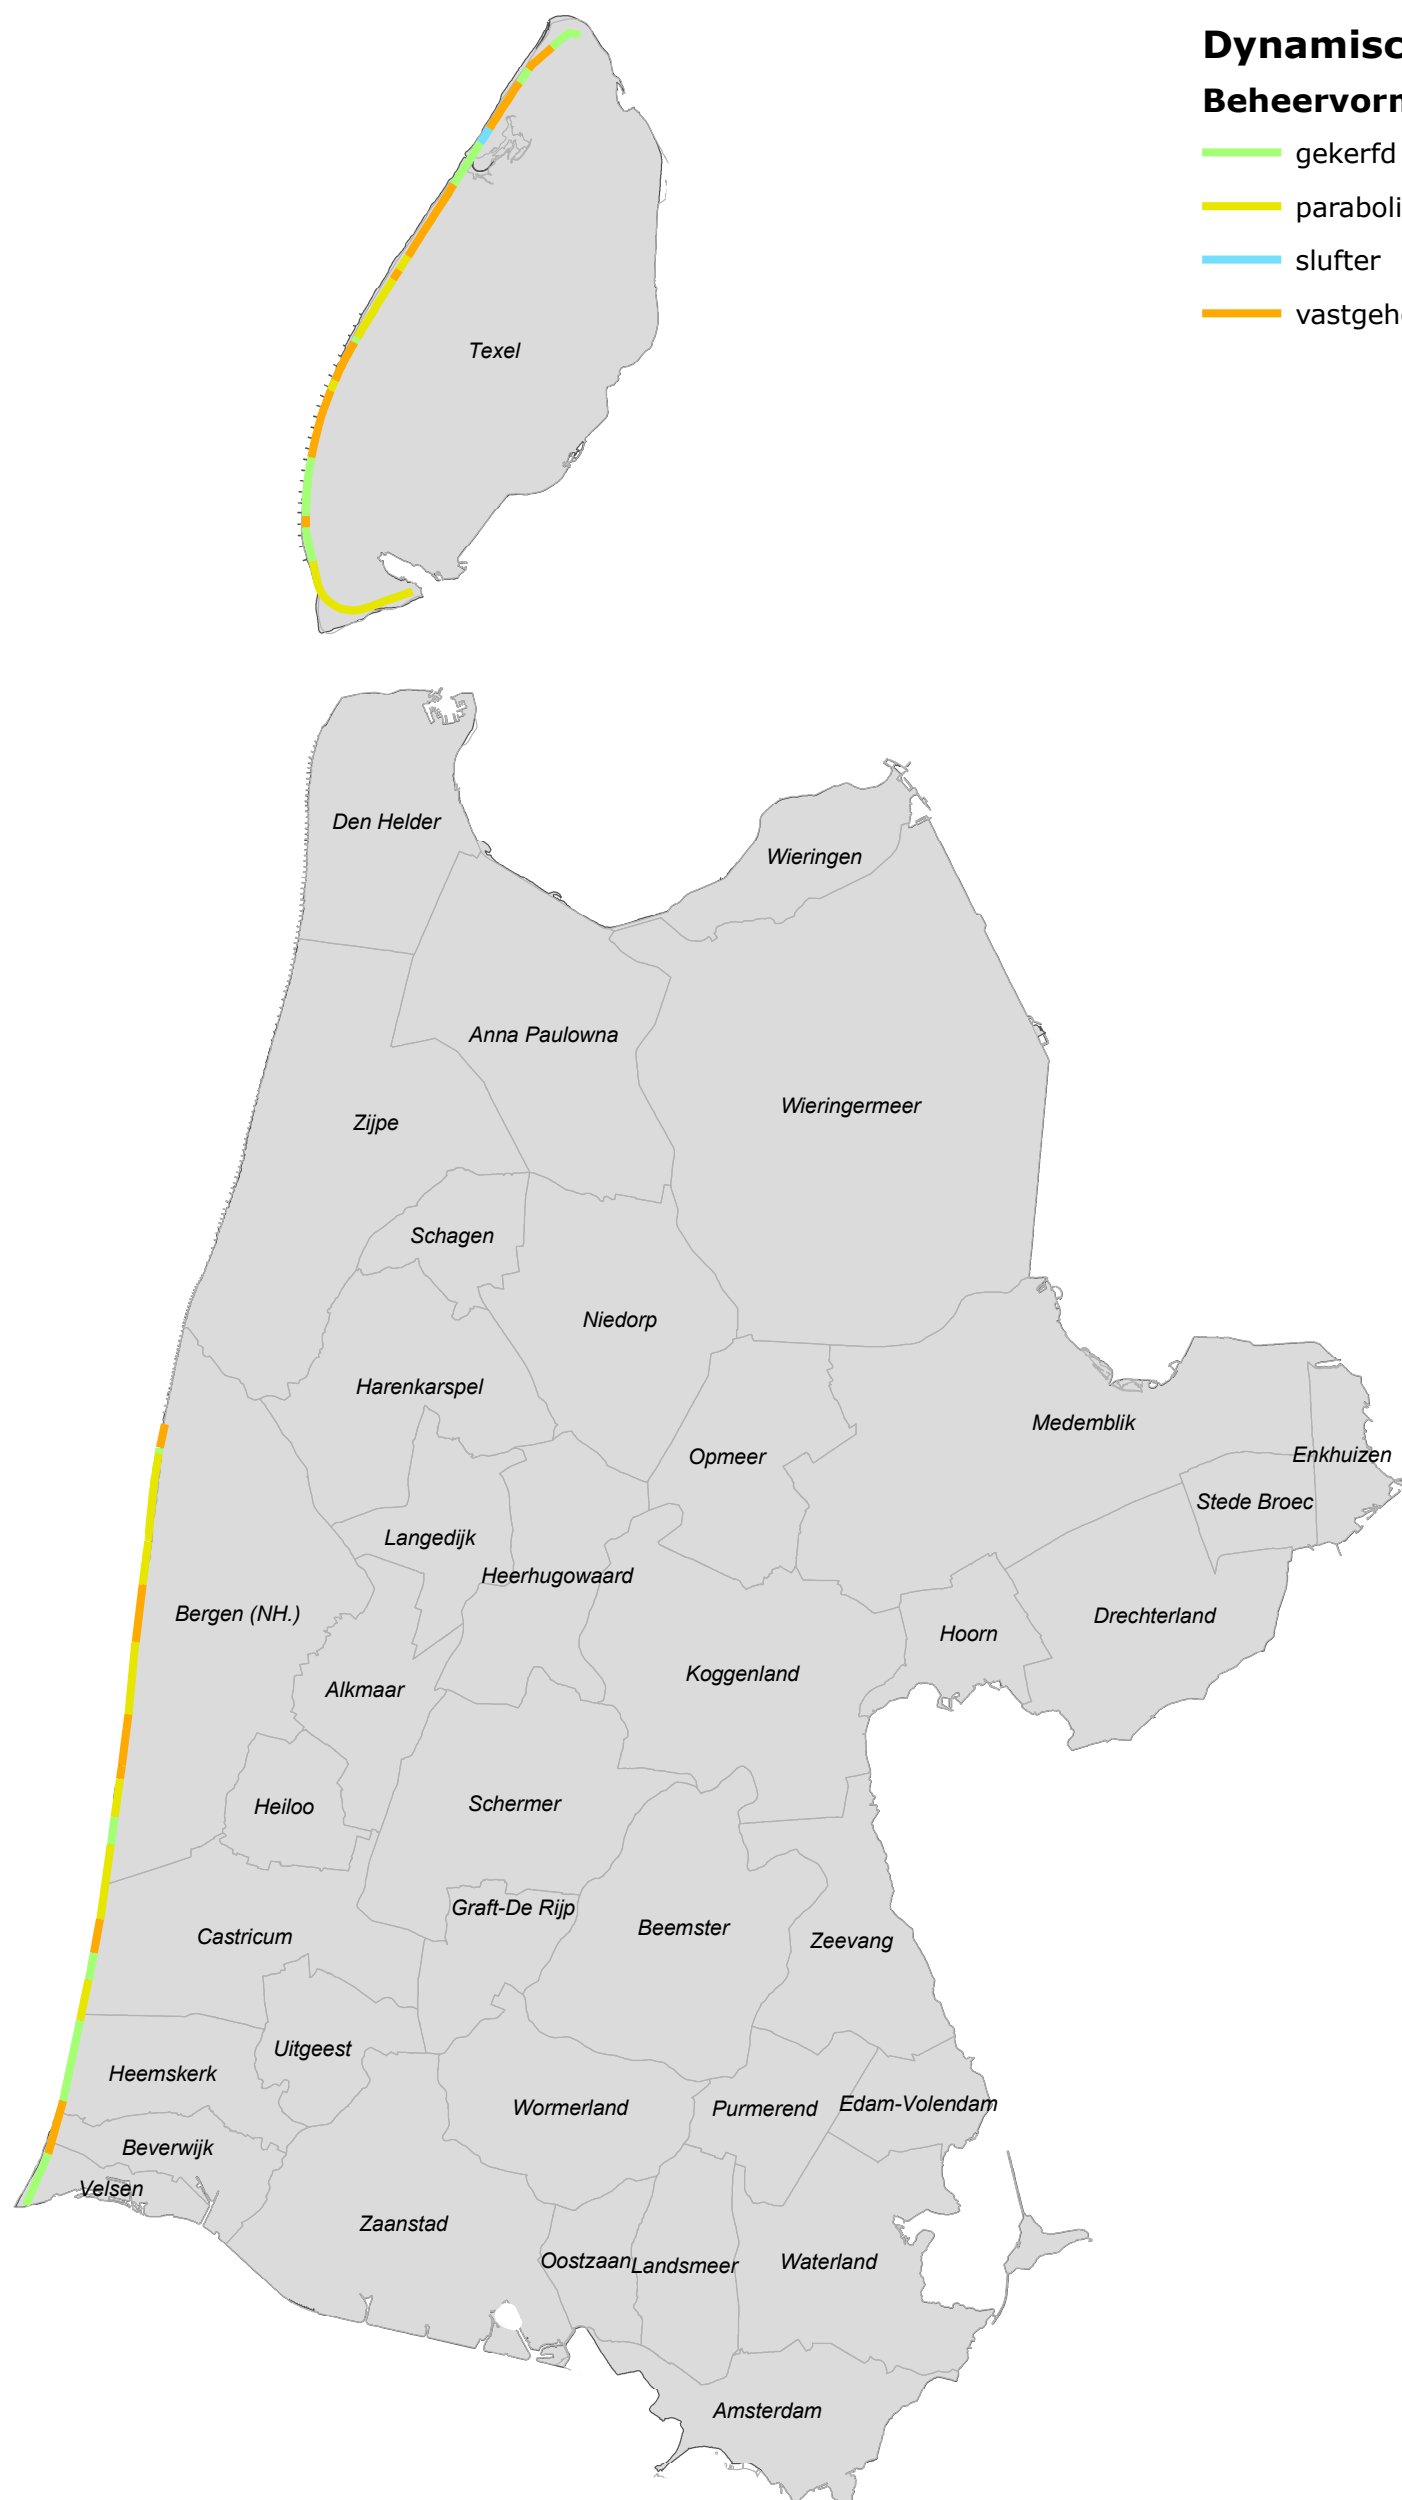 Dynamisc
Beheervorm
gekerfd
paraboli
slufter
vastgeh
Texel
Den Helder
Wieringen
Anna Paulowna
Wieringermeer
Zijpe
Schagen
Niedorp
Harenkarspel
Medemblik
Opmeer
Enkhuizen
Stede Broec
Langedijk
Heerhugowaard
Bergen (NH.)
Drechterland
Hoorn
Koggenland
Alkmaar
Schermer
Heiloo
Graft-De Rijp
Beemster
Castricum
Zeevang
Uitgeest
Heemskerk
Wormerland
Purmerend
Edam-Volendam
Beverwijk
Velsen
Zaanstad
Oostzaan
Landsmeer
Waterland
Amsterdam